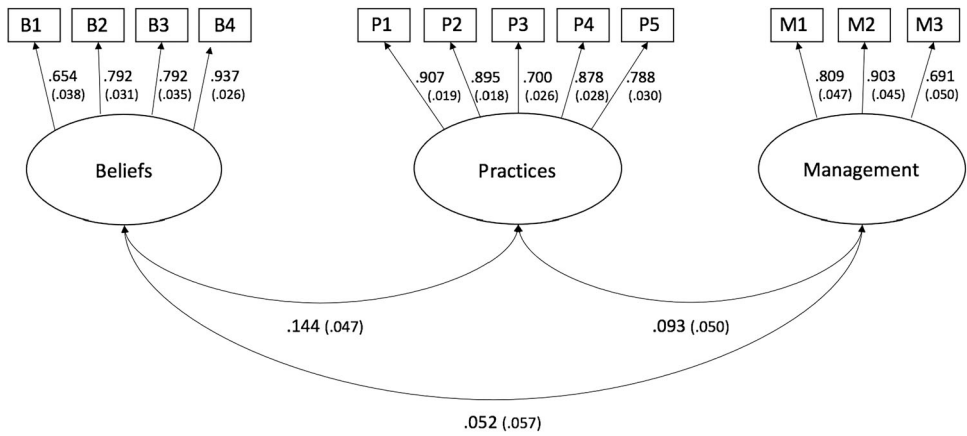 B1 B2 B3 B4 P1 P2 P3 P4 P5 M1 M2 M3
.654 .792 .792 .937 .907 .895 .700 .878 .788 .809 .903 .691
(.038) (.031) (.035) (.026) (.019) (.018) (.026) (.028) (.030) (.047) (.045) (.050)
Beliefs Practices Management
.144 (.047) .093 (.050)
.052 (.057)